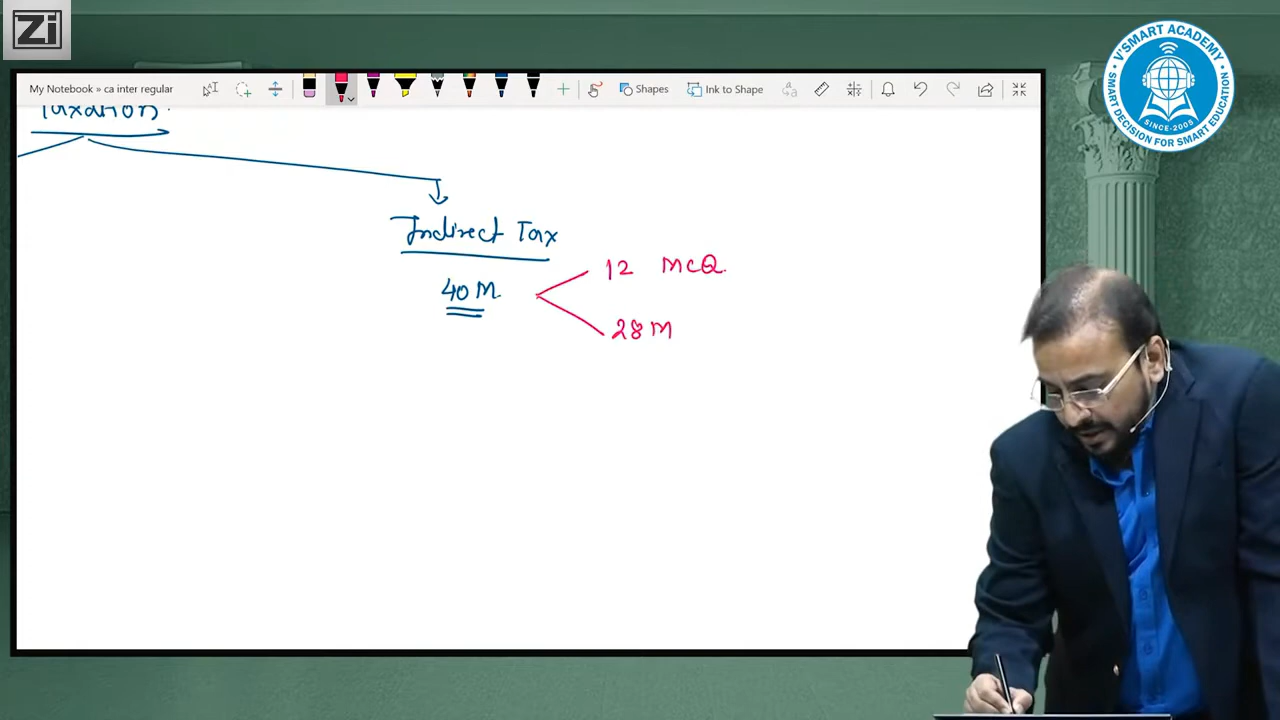 Zi
My Notebook » ca inter regular
Shapes
Ink to Shape
V'SMART ACADEMY
SMART DECISION FOR SMART EDUCATION
SINCE-2005
Taxation
Indirect Tax
40 M
12 MCQ
28 M